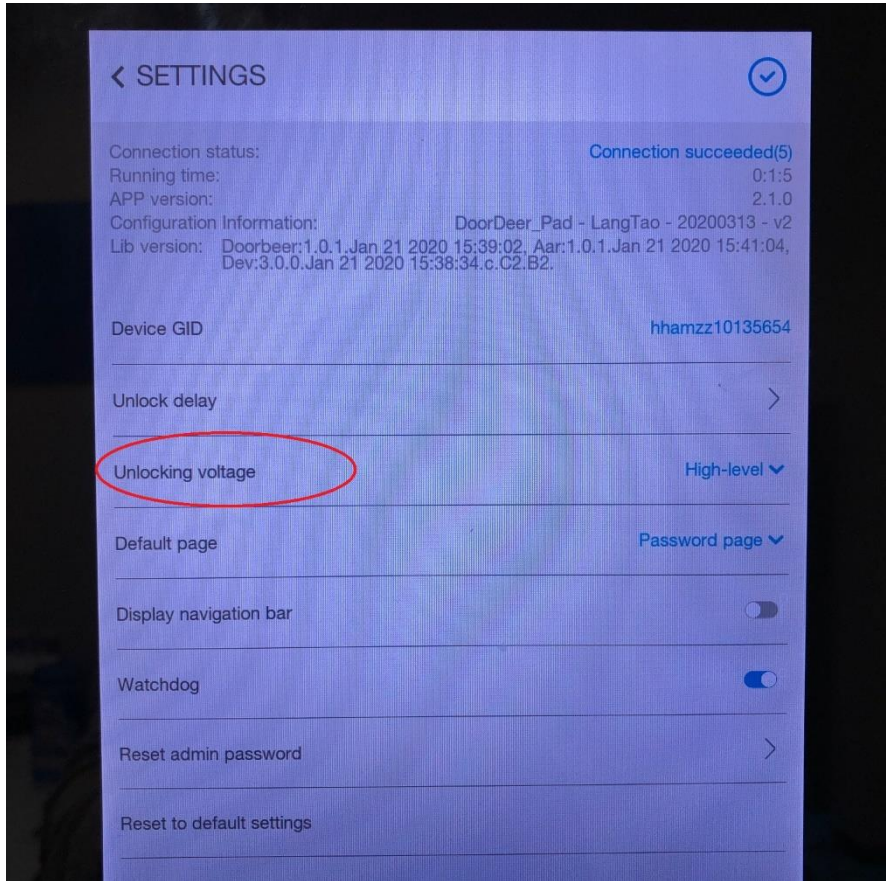 SETTINGS
Connection status: Connection succeeded(5)
Running time: 0:1:5
APP version: 2.1.0
Configuration Information: DoorDeer_Pad - LangTao - 20200313 - v2
Lib version: Doorbeer:1.0.1.Jan 21 2020 15:39:02, Aar:1.0.1.Jan 21 2020 15:41:04,
Dev:3.0.0.Jan 21 2020 15:38:34.c.C2.B2.
Device GID hhamzz10135654
Unlock delay
Unlocking voltage High-level
Default page Password page
Display navigation bar
Watchdog
Reset admin password
Reset to default settings